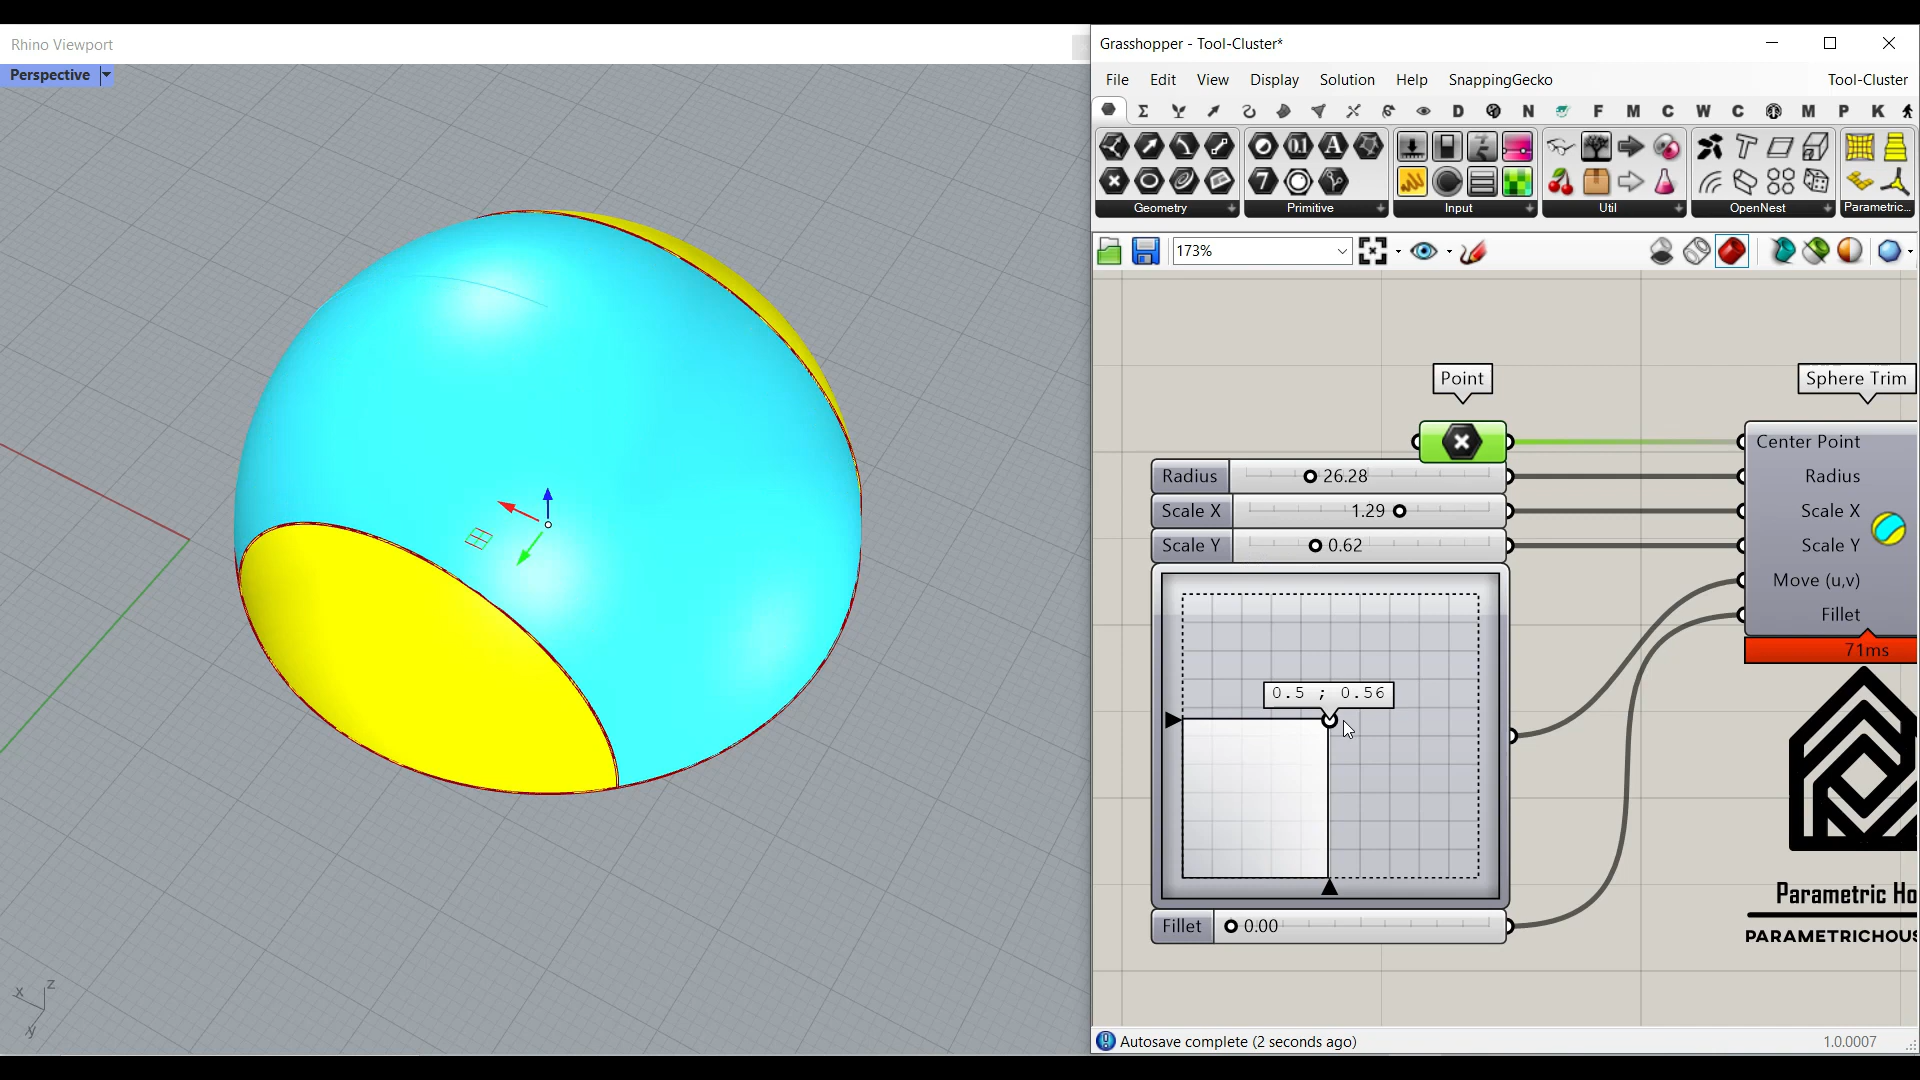 Rhino Viewport
Perspective
x
z
y
Grasshopper - Tool-Cluster*
File Edit View Display Solution Help SnappingGecko Tool-Cluster
Σ D N F M C W C M P K
0.1 A
7
Geometry Primitive Input Util OpenNest Parametric...
173%
Point
Sphere Trim
Center Point
Radius 26.28 Radius
Scale X 1.29 Scale X
Scale Y 0.62 Scale Y
Move (u,v)
Fillet
71ms
0.5 ; 0.56
Parametric Ho
Fillet 0.00
PARAMETRICHOUS
Autosave complete (2 seconds ago)
1.0.0007